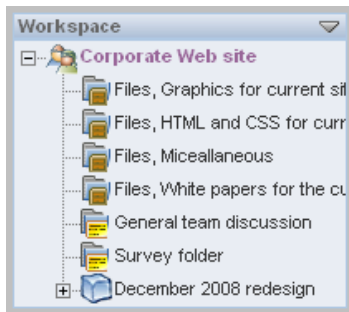 Workspace
Corporate Web site
Files, Graphics for current sit
Files, HTML and CSS for curr
Files, Miceallaneous
Files, White papers for the cu
General team discussion
Survey folder
December 2008 redesign